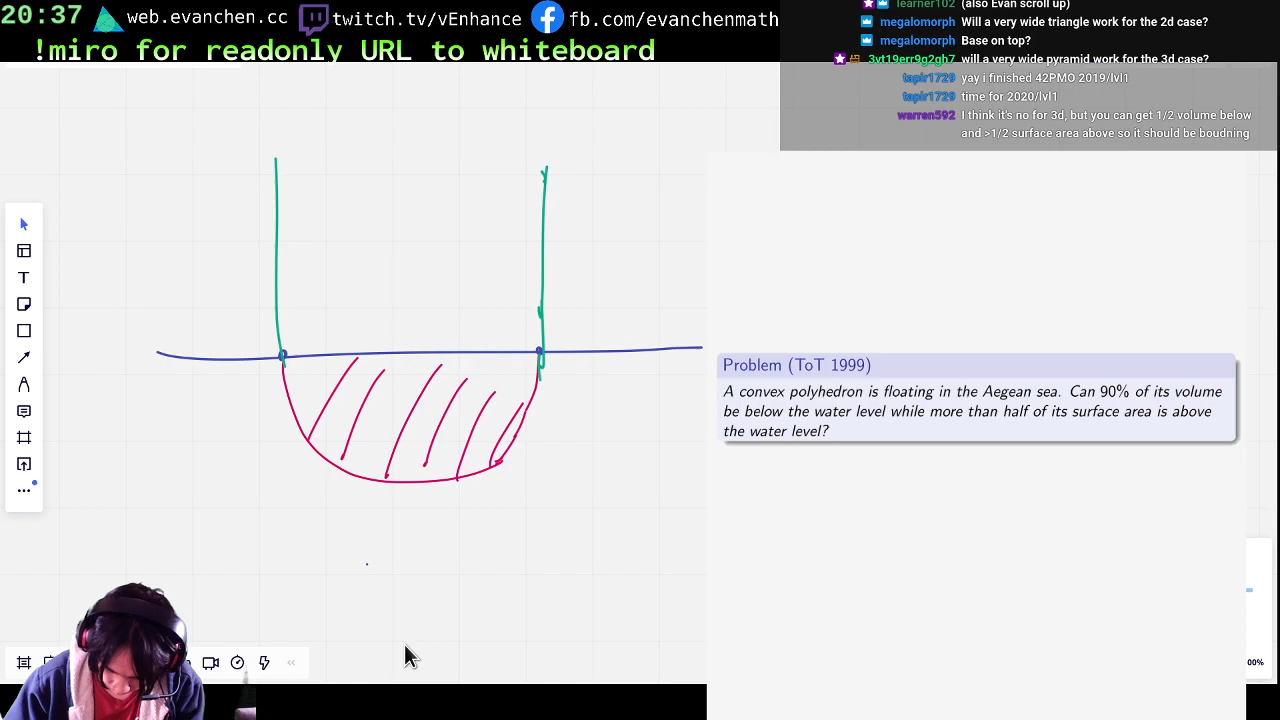 20:37 web.evanchen.cc twitch.tv/vEnhance fb.com/evanchenmath
!miro for readonly URL to whiteboard
learner102 (also Evan scroll up)
megalomorph Will a very wide triangle work for the 2d case?
megalomorph Base on top?
3vt19err9g2gh7 will a very wide pyramid work for the 3d case?
tapir1729 yay i finished 42PMO 2019/lvl1
tapir1729 time for 2020/lvl1
warren592 I think it's no for 3d, but you can get 1/2 volume below
and >1/2 surface area above so it should be boudning
T
Problem (ToT 1999)
A convex polyhedron is floating in the Aegean sea. Can 90% of its volume
be below the water level while more than half of its surface area is above
the water level?
00%